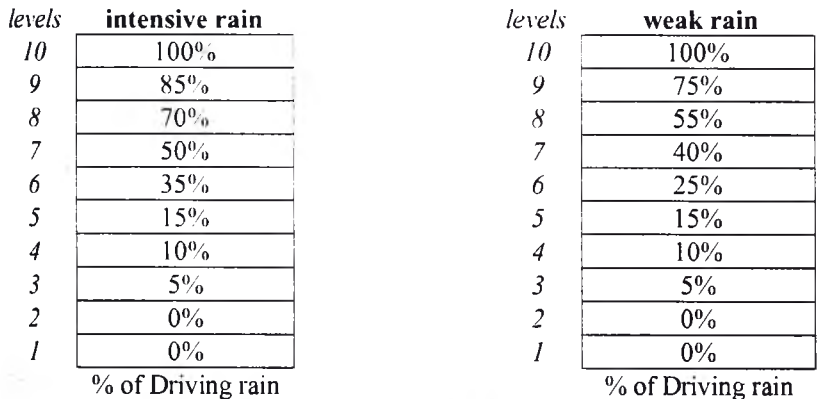 levels intensive rain levels weak rain
10 100% 10 100%
9 85% 9 75%
8 70% 8 55%
7 50% 7 40%
6 35% 6 25%
5 15% 5 15%
4 10% 4 10%
3 5% 3 5%
2 0% 2 0%
1 0% 1 0%
% of Driving rain % of Driving rain